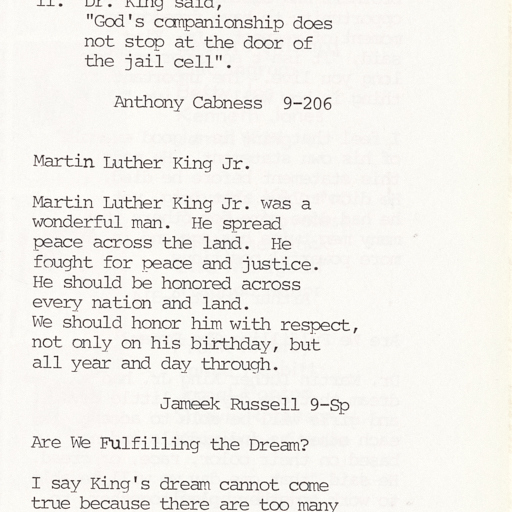 11. Dr. King said,
"God's companionship does
not stop at the door of
the jail cell".
Anthony Cabness 9-206
Martin Luther King Jr.
Martin Luther King Jr. was a
wonderful man. He spread
peace across the land. He
fought for peace and justice.
He should be honored across
every nation and land.
We should honor him with respect,
not only on his birthday, but
all year and day through.
Jameek Russell 9-Sp
Are We Fulfilling the Dream?
I say King's dream cannot come
true because there are too many